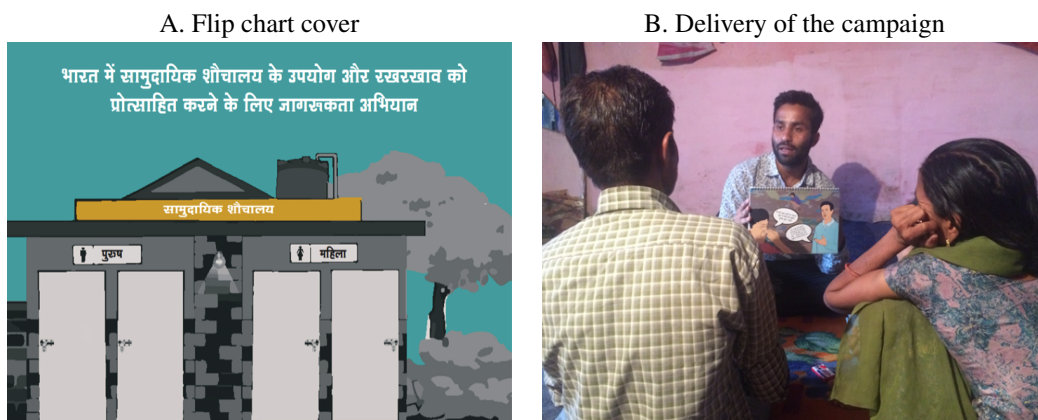 A. Flip chart cover
भारत में सामुदायिक शौचालय के उपयोग और रखरखाव को
प्रोत्साहित करने के लिए जागरूकता अभियान
सामुदायिक शौचालय
पुरुष
महिला
B. Delivery of the campaign